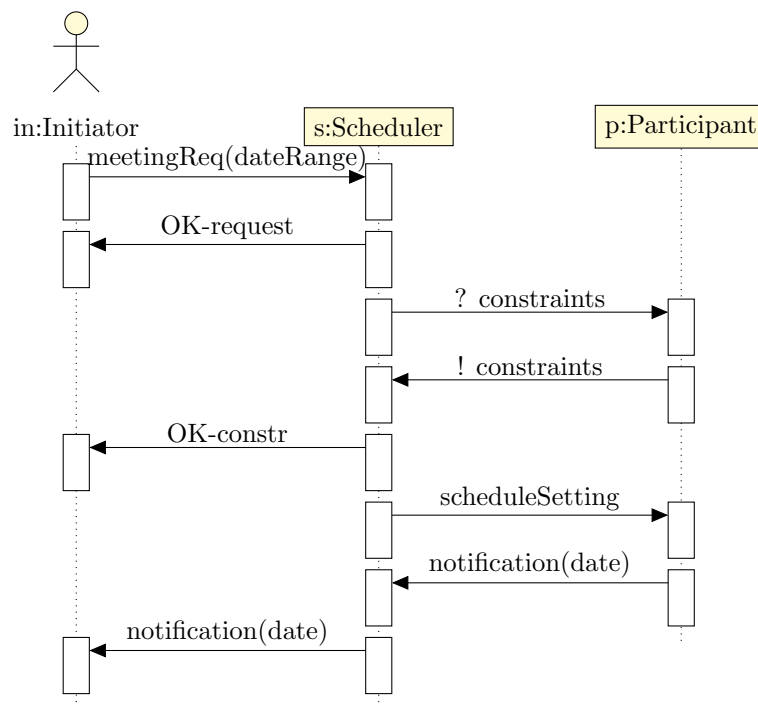 in:Initiator
s:Scheduler
p:Participant
meetingReq(dateRange)
OK-request
? constraints
! constraints
OK-constr
scheduleSetting
notification(date)
notification(date)